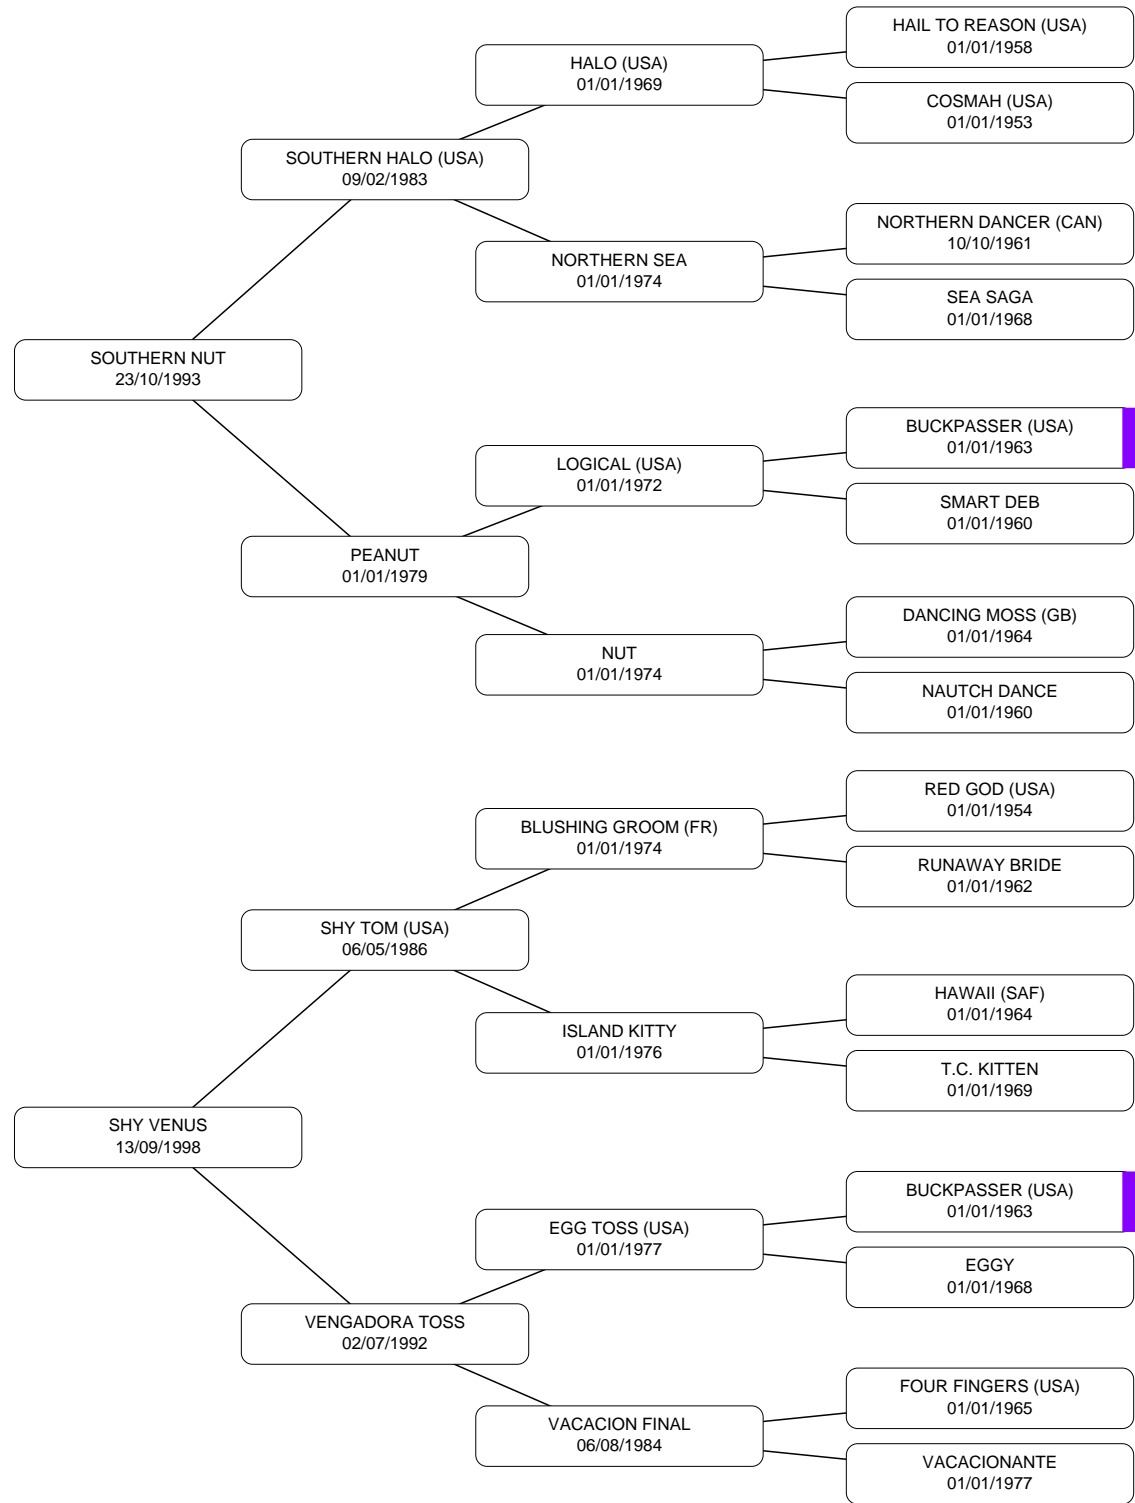 HAIL TO REASON (USA)
01/01/1958
HALO (USA)
01/01/1969
COSMAH (USA)
01/01/1953
SOUTHERN HALO (USA)
09/02/1983
NORTHERN DANCER (CAN)
10/10/1961
NORTHERN SEA
01/01/1974
SEA SAGA
01/01/1968
SOUTHERN NUT
23/10/1993
BUCKPASSER (USA)
01/01/1963
LOGICAL (USA)
01/01/1972
SMART DEB
01/01/1960
PEANUT
01/01/1979
DANCING MOSS (GB)
01/01/1964
NUT
01/01/1974
NAUTCH DANCE
01/01/1960
RED GOD (USA)
01/01/1954
BLUSHING GROOM (FR)
01/01/1974
RUNAWAY BRIDE
01/01/1962
SHY TOM (USA)
06/05/1986
HAWAII (SAF)
01/01/1964
ISLAND KITTY
01/01/1976
T.C. KITTEN
01/01/1969
SHY VENUS
13/09/1998
BUCKPASSER (USA)
01/01/1963
EGG TOSS (USA)
01/01/1977
EGGY
01/01/1968
VENGADORA TOSS
02/07/1992
FOUR FINGERS (USA)
01/01/1965
VACACION FINAL
06/08/1984
VACACIONANTE
01/01/1977